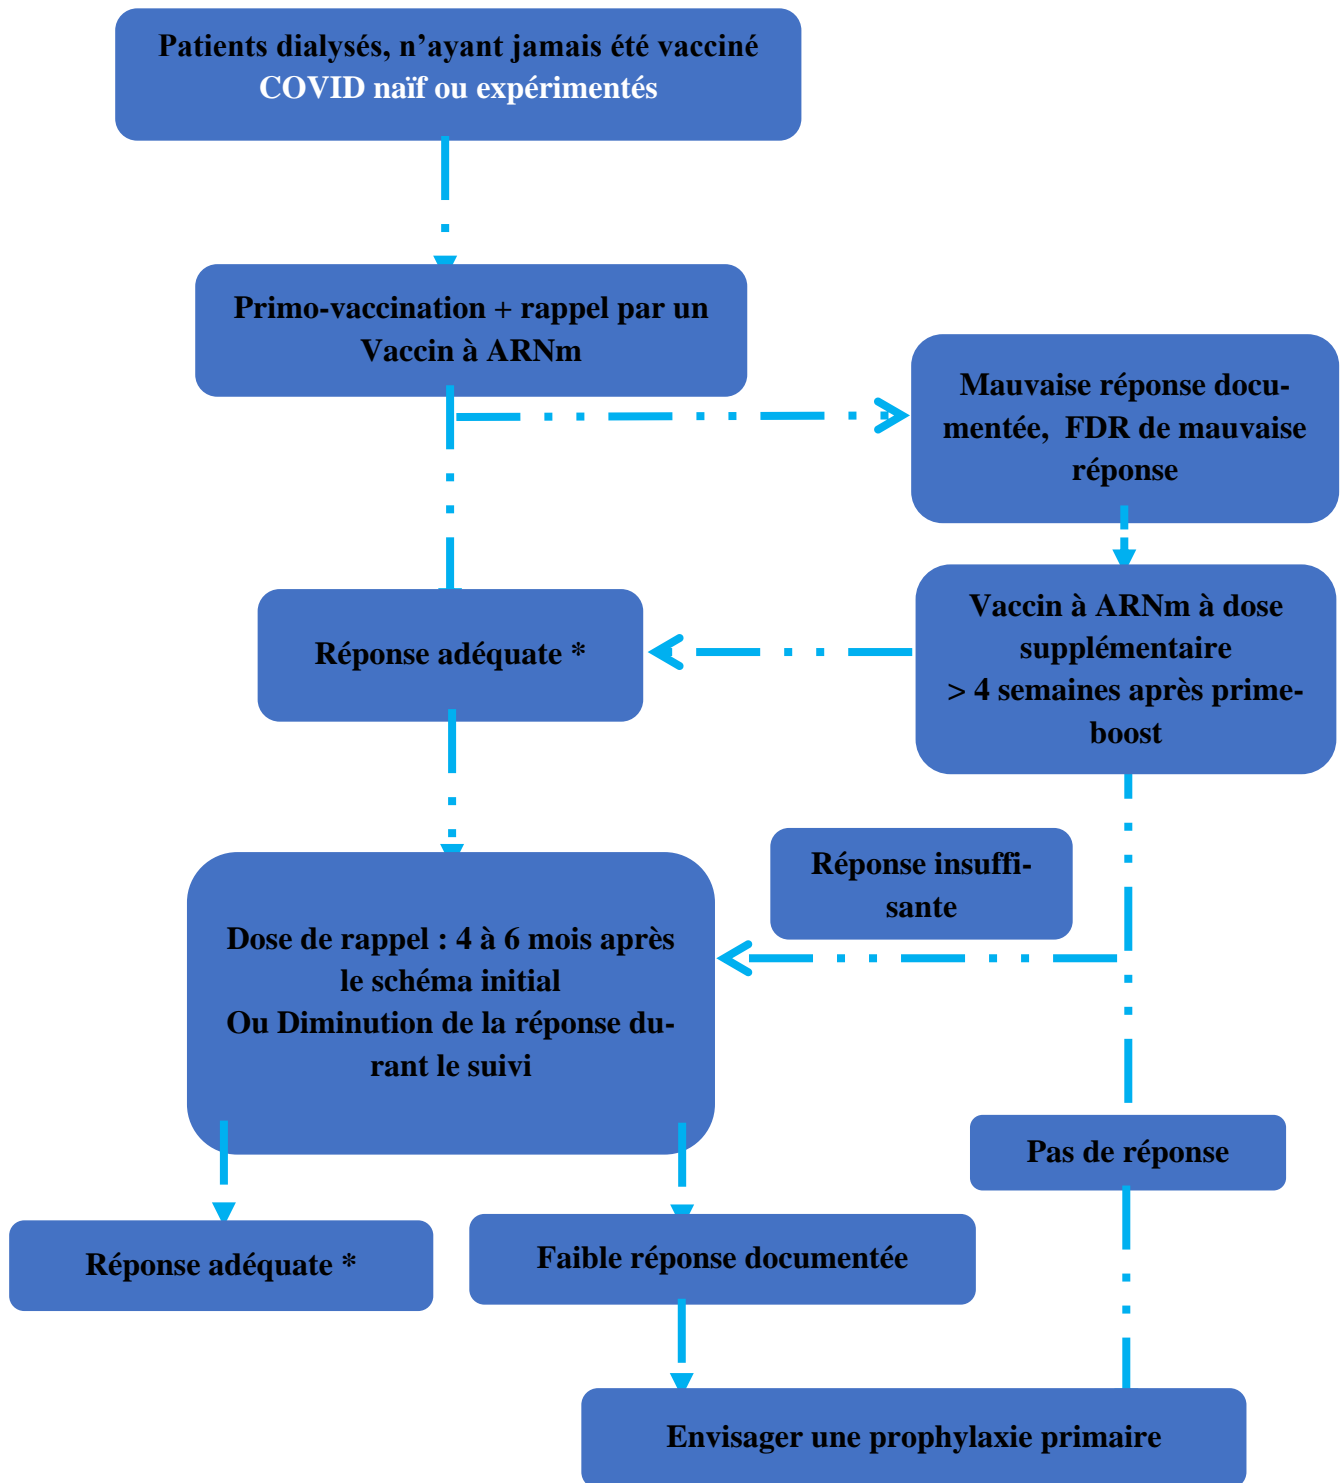 Patients dialysés, n’ayant jamais été vacciné
COVID naïf ou expérimentés
Primo-vaccination + rappel par un
Vaccin à ARNm
Mauvaise réponse docu-
mentée, FDR de mauvaise
réponse
Vaccin à ARNm à dose
supplémentaire
> 4 semaines après prime-
boost
Réponse adéquate *
Réponse insuffi-
sante
Dose de rappel : 4 à 6 mois après
le schéma initial
Ou Diminution de la réponse du-
rant le suivi
Pas de réponse
Réponse adéquate *
Faible réponse documentée
Envisager une prophylaxie primaire